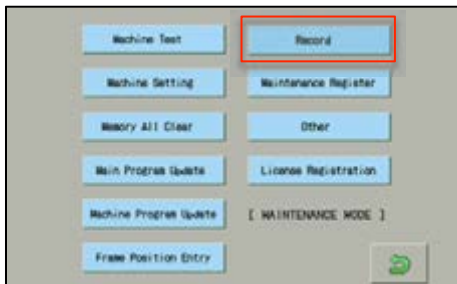 Machine Test
Record
Machine Setting
Maintenance Register
Memory All Clear
Other
Main Program Update
License Registration
Machine Program Update
[ MAINTENANCE MODE ]
Frame Position Entry